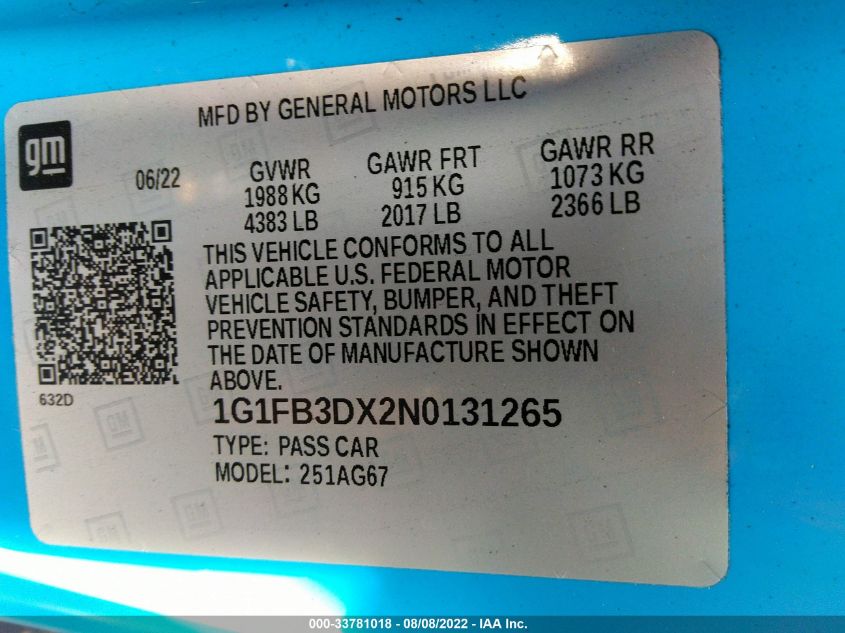 MFD BY GENERAL MOTORS LLC
gm
06/22
GVWR GAWR FRT GAWR RR
1988 KG 915 KG 1073 KG
4383 LB 2017 LB 2366 LB
THIS VEHICLE CONFORMS TO ALL
APPLICABLE U.S. FEDERAL MOTOR
VEHICLE SAFETY, BUMPER, AND THEFT
PREVENTION STANDARDS IN EFFECT ON
THE DATE OF MANUFACTURE SHOWN
ABOVE.
632D
1G1FB3DX2N0131265
TYPE: PASS CAR
MODEL: 251AG67
000-33781018 - 08/08/2022 - IAA Inc.